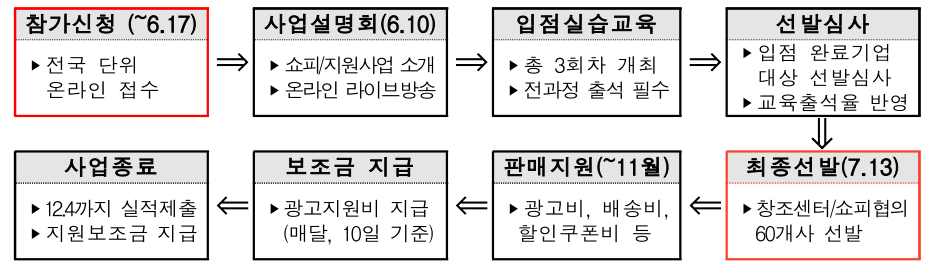 참가신청 (~6.17)
▸전국 단위
온라인 접수
사업설명회(6.10)
▸쇼피/지원사업 소개
▸온라인 라이브방송
입점실습교육
▸총 3회차 개최
▸전과정 출석 필수
선발심사
▸입점 완료기업
대상 선발심사
▸교육출석율 반영
최종선발(7.13)
▸창조센터/쇼피협의
60개사 선발
판매지원(~11월)
▸광고비, 배송비,
할인쿠폰비 등
보조금 지급
▸광고지원비 지급
(매달, 10일 기준)
사업종료
▸12.4까지 실적제출
▸지원보조금 지급